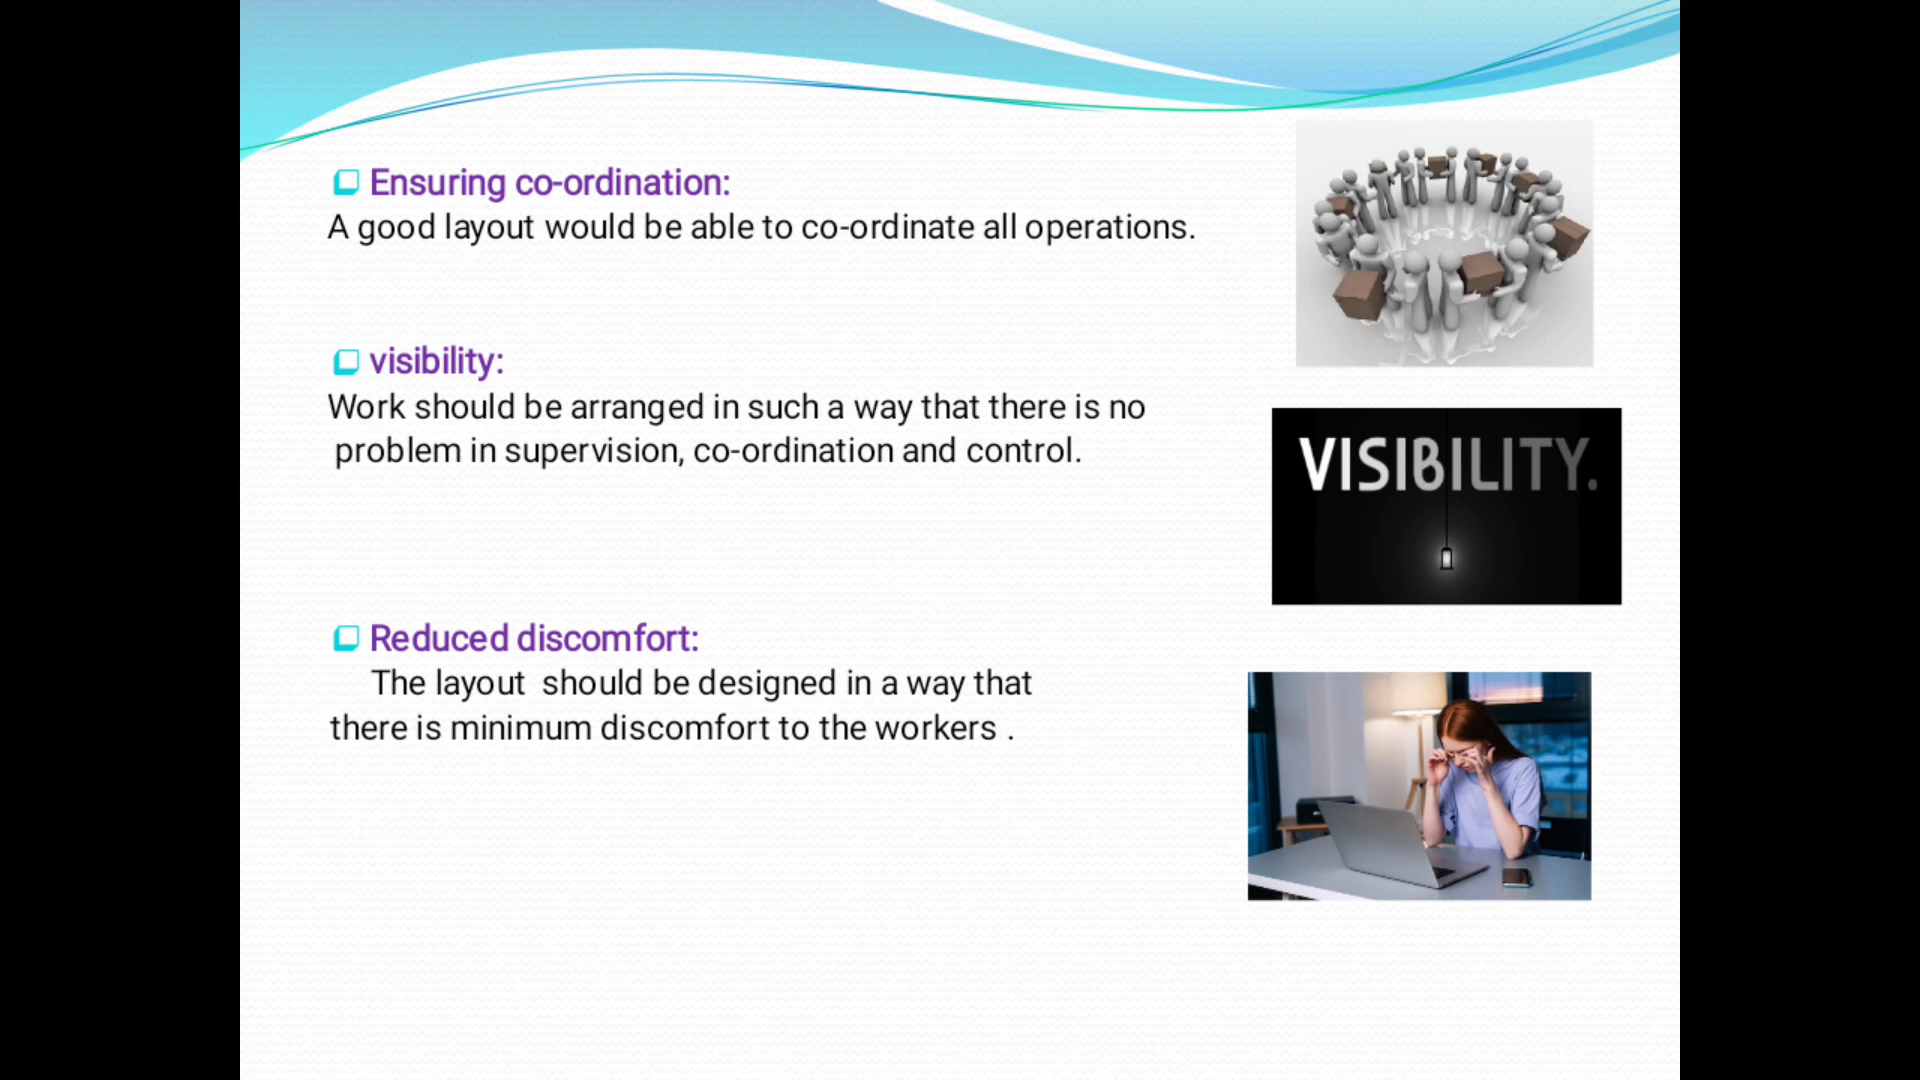 Ensuring co-ordination:
A good layout would be able to co-ordinate all operations.
visibility:
Work should be arranged in such a way that there is no
problem in supervision, co-ordination and control.
VISIBILITY.
Reduced discomfort:
The layout should be designed in a way that
there is minimum discomfort to the workers .